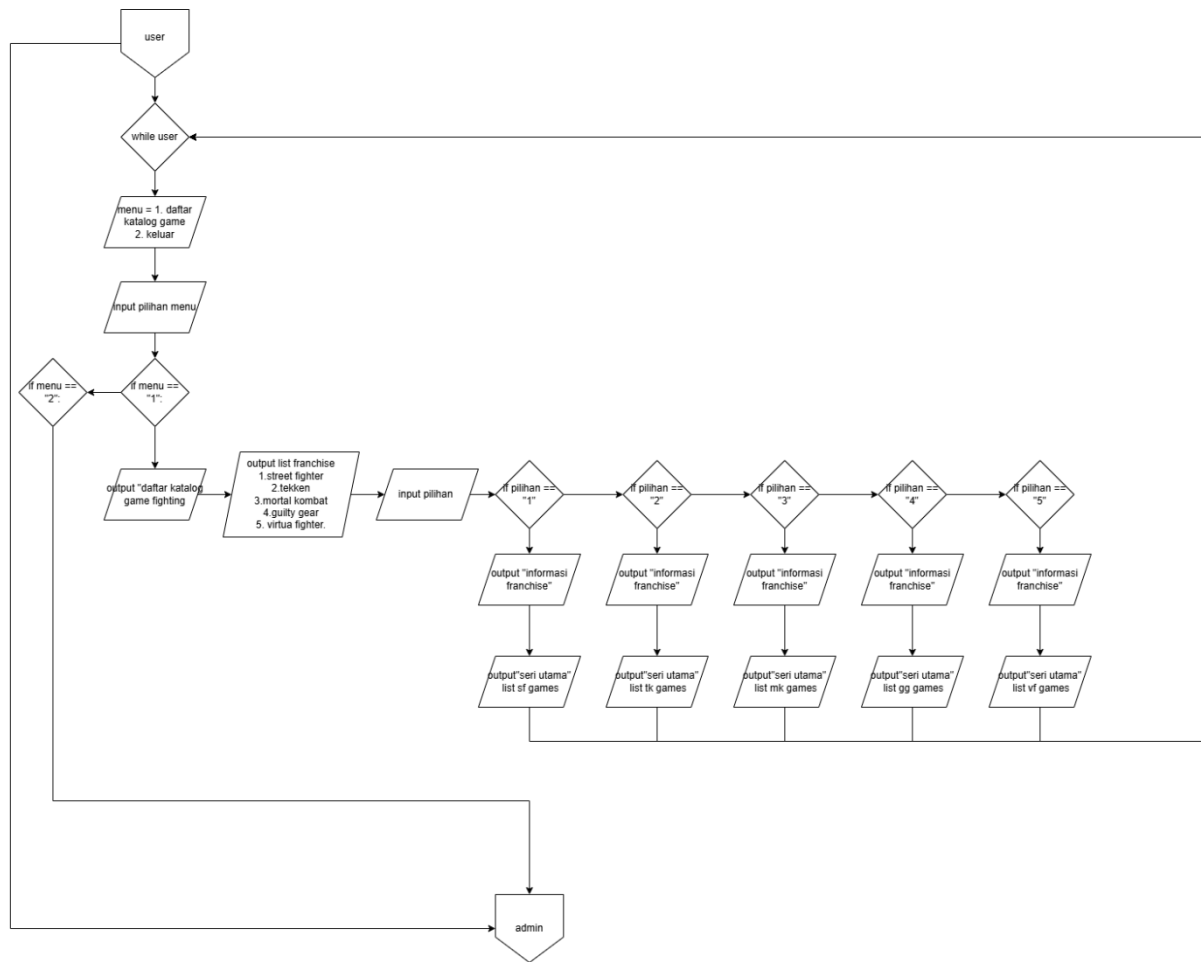 user
while user
menu = 1. daftar
katalog game
2. keluar
input pilihan menu
if menu ==
"2":
if menu ==
"1":
output "daftar katalog
game fighting
output list franchise
1.street fighter
2.tekken
3.mortal kombat
4.guilty gear
5. virtua fighter.
input pilihan
if pilihan ==
"1"
if pilihan ==
"2"
if pilihan ==
"3"
if pilihan ==
"4"
if pilihan ==
"5"
output "informasi
franchise"
output "informasi
franchise"
output "informasi
franchise"
output "informasi
franchise"
output "informasi
franchise"
output"seri utama"
list sf games
output"seri utama"
list tk games
output"seri utama"
list mk games
output"seri utama"
list gg games
output"seri utama"
list vf games
admin